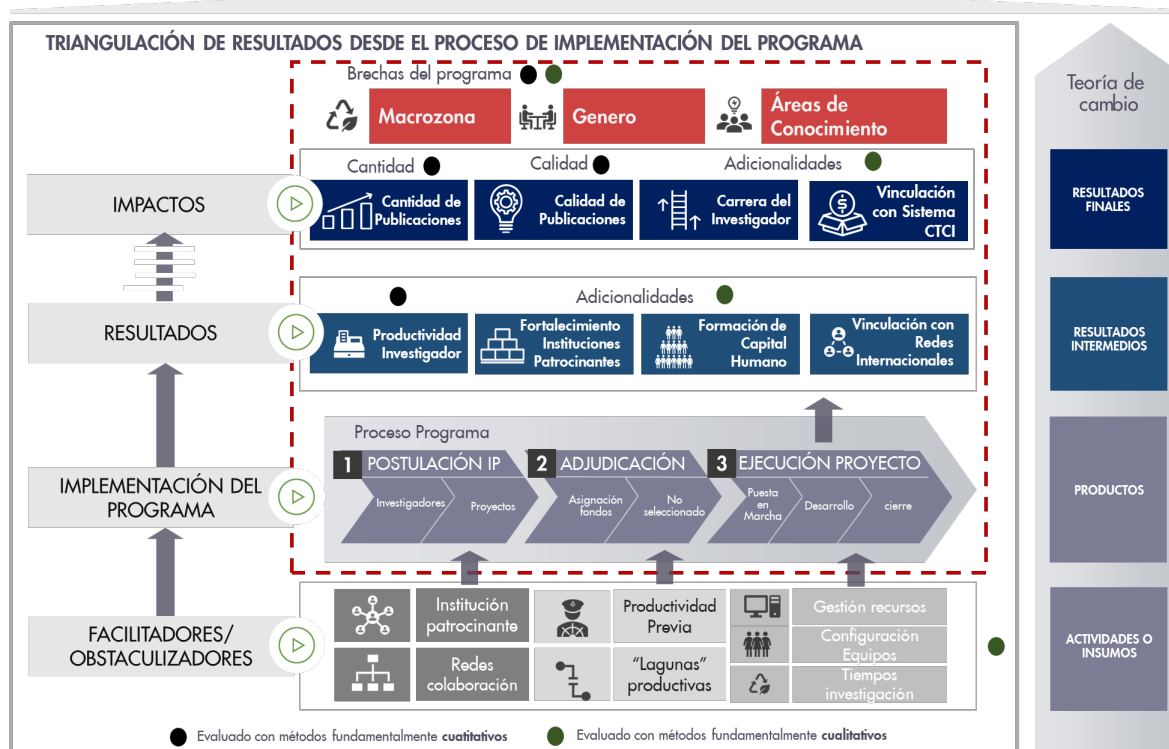 TRIANGULACIÓN DE RESULTADOS DESDE EL PROCESO DE IMPLEMENTACIÓN DEL PROGRAMA
Brechas del programa
Macrozona
Genero
Áreas de
Conocimiento
Teoría de
cambio
Cantidad
Calidad
Adicionalidades
IMPACTOS
Cantidad de
Publicaciones
Calidad de
Publicaciones
Carrera del
Investigador
Vinculación
con Sistema
CTCI
RESULTADOS
FINALES
Adicionalidades
RESULTADOS
Productividad
Investigador
Fortalecimiento
Instituciones
Patrocinantes
Formación de
Capital
Humano
Vinculación con
Redes
Internacionales
RESULTADOS
INTERMEDIOS
Proceso Programa
IMPLEMENTACIÓN DEL
PROGRAMA
1 POSTULACIÓN IP
Investigadores
Proyectos
2 ADJUDICACIÓN
Asignación
fondos
No
seleccionado
3 EJECUCIÓN PROYECTO
Puesta
en
Marcha
Desarrollo
cierre
PRODUCTOS
FACILITADORES/
OBSTACULIZADORES
Institución
patrocinante
Redes
colaboración
Productividad
Previa
“Lagunas”
productivas
Gestión recursos
Configuración
Equipos
Tiempos
investigación
ACTIVIDADES O
INSUMOS
Evaluado con métodos fundamentalmente cuatitativos
Evaluado con métodos fundamentalmente cualitativos